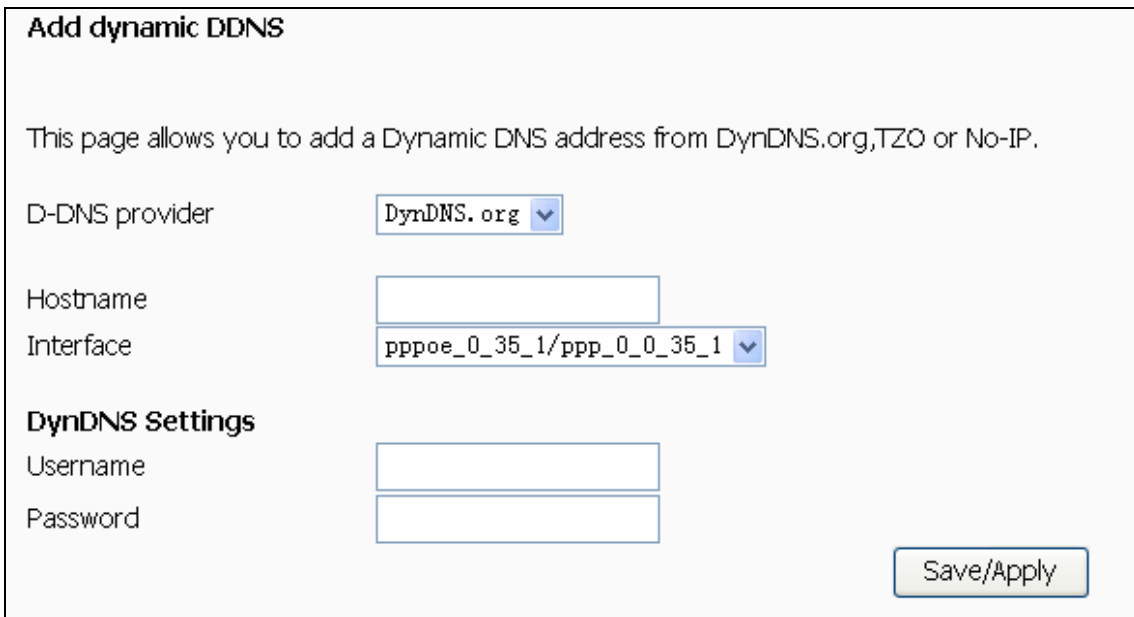 Add dynamic DDNS
This page allows you to add a Dynamic DNS address from DynDNS.org,TZO or No-IP.
D-DNS provider DynDNS.org
Hostname
Interface pppoe_0_35_1/ppp_0_0_35_1
DynDNS Settings
Username
Password
Save/Apply